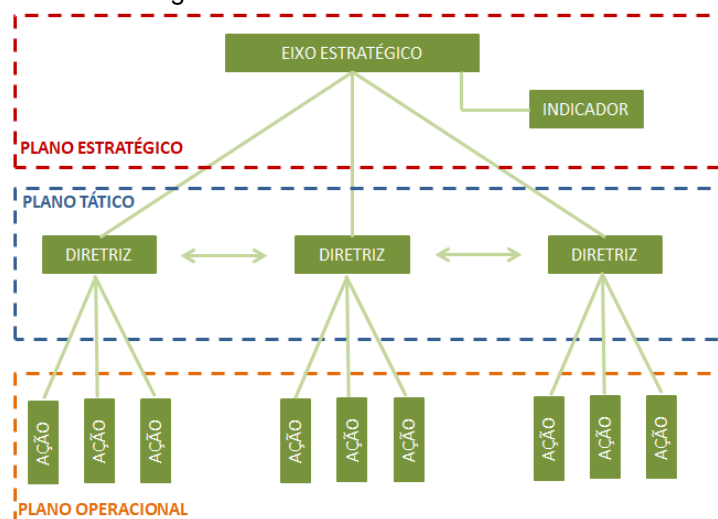 EIXO ESTRATÉGICO
INDICADOR
PLANO ESTRATÉGICO
PLANO TÁTICO
DIRETRIZ
DIRETRIZ
DIRETRIZ
AÇÃO
AÇÃO
AÇÃO
AÇÃO
AÇÃO
AÇÃO
AÇÃO
AÇÃO
AÇÃO
PLANO OPERACIONAL